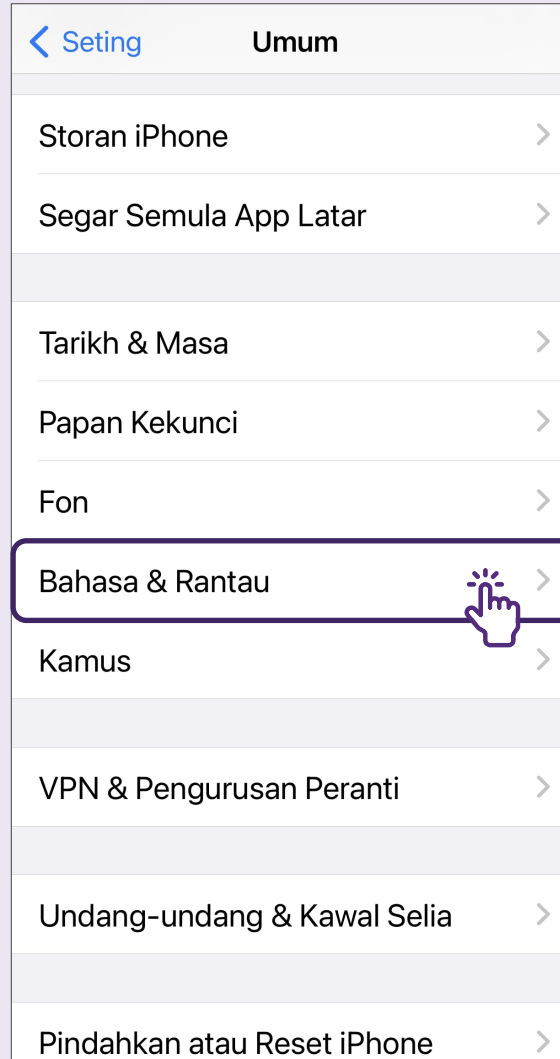 Seting
Umum
Storan iPhone
Segar Semula App Latar
Tarikh & Masa
Papan Kekunci
Fon
Bahasa & Rantau
Kamus
VPN & Pengurusan Peranti
Undang-undang & Kawal Selia
Pindahkan atau Reset iPhone